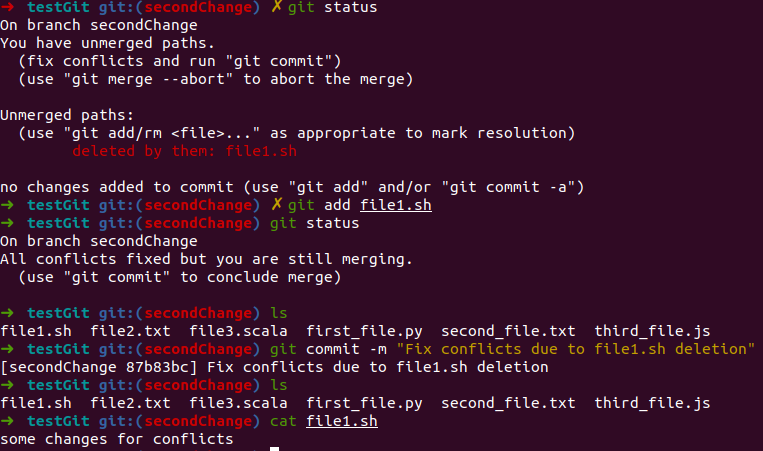 ➜ testGit git:(secondChange) ✗ git status
On branch secondChange
You have unmerged paths.
  (fix conflicts and run "git commit")
  (use "git merge --abort" to abort the merge)

Unmerged paths:
  (use "git add/rm <file>..." as appropriate to mark resolution)
        deleted by them: file1.sh

no changes added to commit (use "git add" and/or "git commit -a")
➜ testGit git:(secondChange) ✗ git add file1.sh
➜ testGit git:(secondChange) git status
On branch secondChange
All conflicts fixed but you are still merging.
  (use "git commit" to conclude merge)

➜ testGit git:(secondChange) ls
file1.sh  file2.txt  file3.scala  first_file.py  second_file.txt  third_file.js
➜ testGit git:(secondChange) git commit -m "Fix conflicts due to file1.sh deletion"
[secondChange 87b83bc] Fix conflicts due to file1.sh deletion
➜ testGit git:(secondChange) ls
file1.sh  file2.txt  file3.scala  first_file.py  second_file.txt  third_file.js
➜ testGit git:(secondChange) cat file1.sh
some changes for conflicts